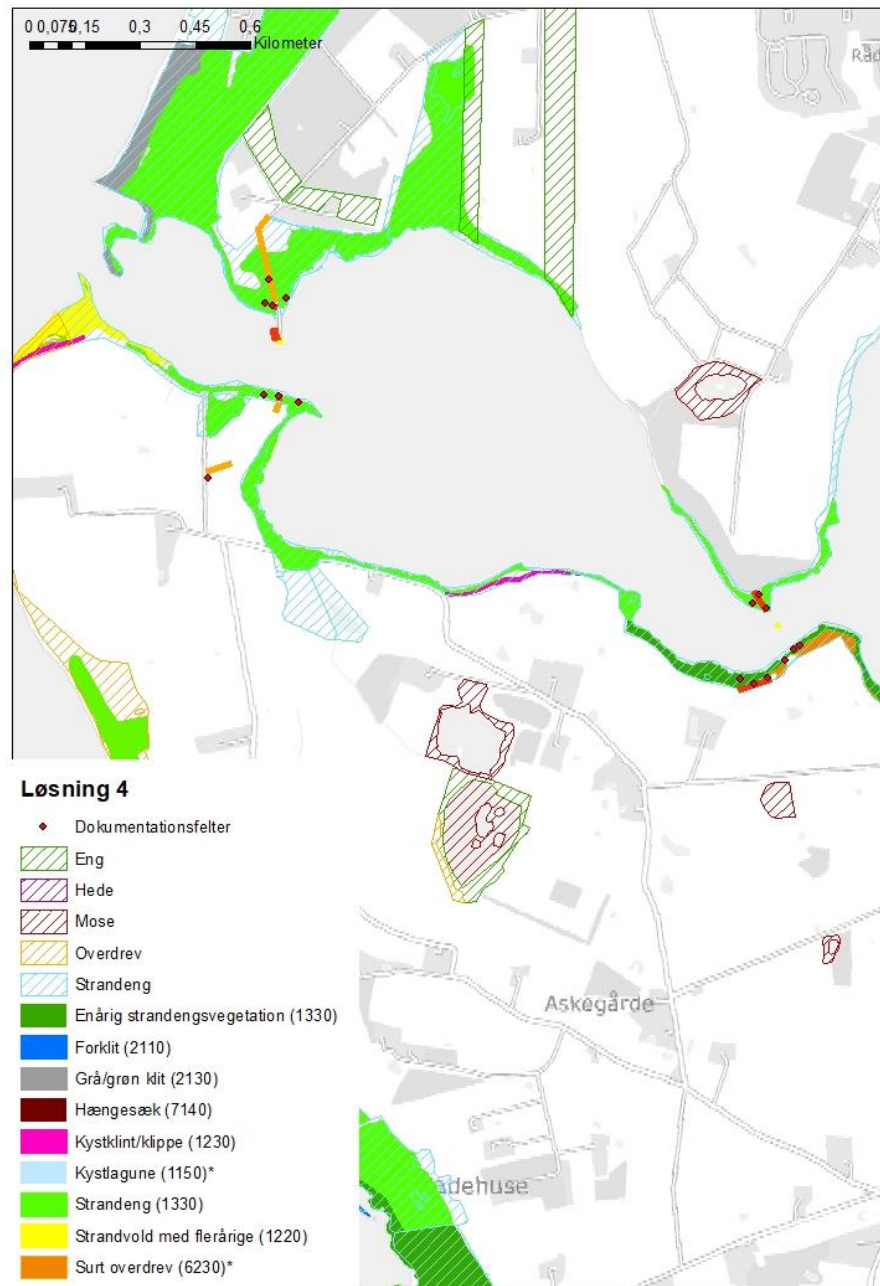 0 0,075 0,15 0,3 0,45 0,6
Kilometer
Råd
Løsning 4
Dokumentationsfelter
Eng
Hede
Mose
Overdrev
Strandeng
Enårig strandengsvegetation (1330)
Forklit (2110)
Grå/grøn klit (2130)
Hængesæk (7140)
Kystklint/klippe (1230)
Kystlagune (1150)*
Strandeng (1330)
Strandvold med flerårige (1220)
Surt overdrev (6230)*
Askegårde
adehuse